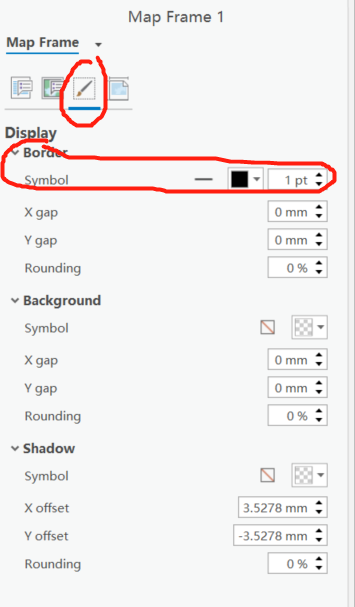 Map Frame 1
Map Frame
Display
Border
Symbol 1 pt
X gap 0 mm
Y gap 0 mm
Rounding 0 %
Background
Symbol
X gap 0 mm
Y gap 0 mm
Rounding 0 %
Shadow
Symbol
X offset 3.5278 mm
Y offset -3.5278 mm
Rounding 0 %